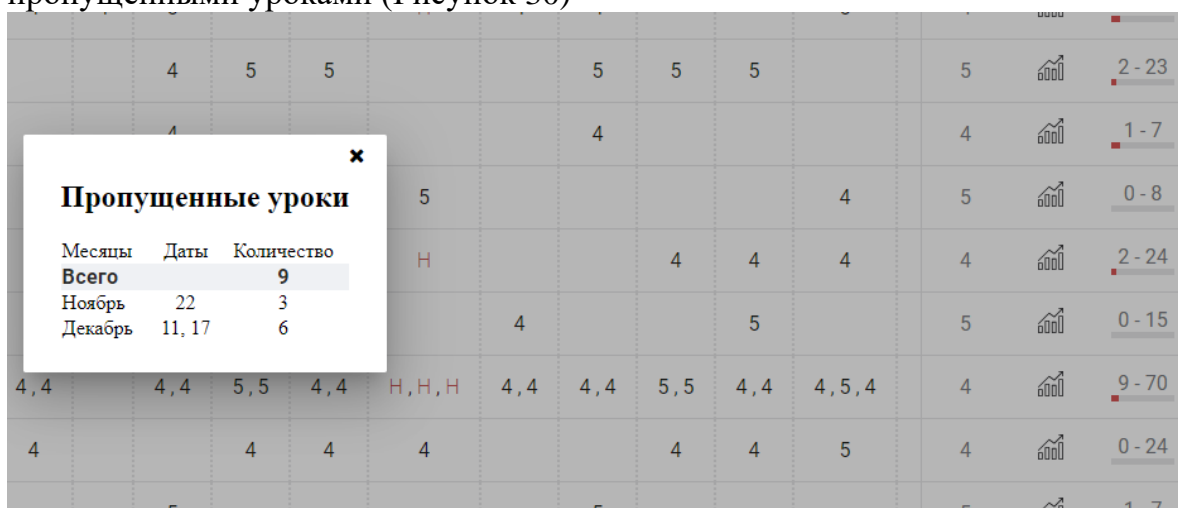 пропущенными уроками (Рисунок 30)
4 5 5 5 5 5 5 2 - 23
4 4 4 1 - 7
×
Пропущенные уроки
5 4 5 0 - 8
Месяцы Даты Количество
Всего 9
Ноябрь 22 3
Декабрь 11, 17 6
Н 4 4 4 4 2 - 24
4 5 5 0 - 15
4,4 4,4 5,5 4,4 Н,Н,Н 4,4 4,4 5,5 4,4 4,5,4 4 9 - 70
4 4 4 4 4 4 5 4 0 - 24